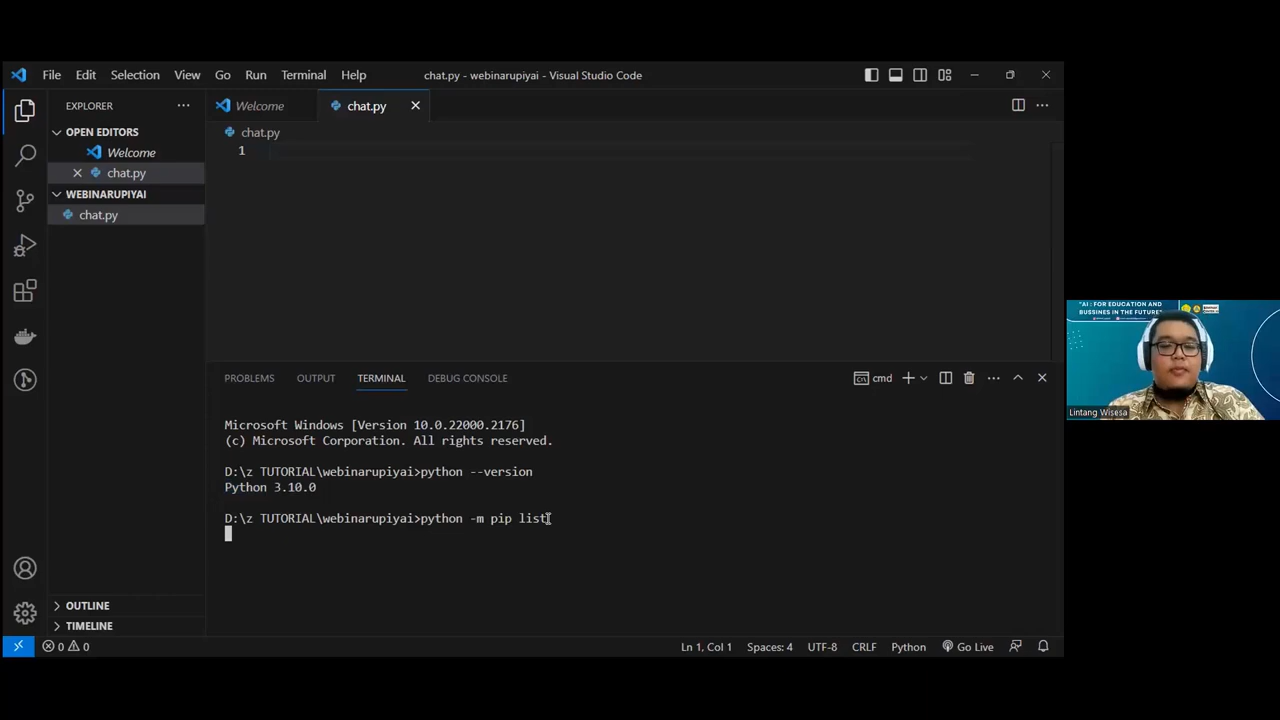 File Edit Selection View Go Run Terminal Help
chat.py - webinarupiyai - Visual Studio Code
EXPLORER
OPEN EDITORS
Welcome
chat.py
WEBINARUPIYAI
chat.py
OUTLINE
TIMELINE
Welcome
chat.py
chat.py
1
PROBLEMS OUTPUT TERMINAL DEBUG CONSOLE
cmd
Microsoft Windows [Version 10.0.22000.2176]
(c) Microsoft Corporation. All rights reserved.
D:\z TUTORIAL\webinarupiyai>python --version
Python 3.10.0
D:\z TUTORIAL\webinarupiyai>python -m pip list
0 0
Ln 1, Col 1 Spaces: 4 UTF-8 CRLF Python Go Live
"AI : FOR EDUCATION AND
BUSSINES IN THE FUTURE"
Lintang Wisesa